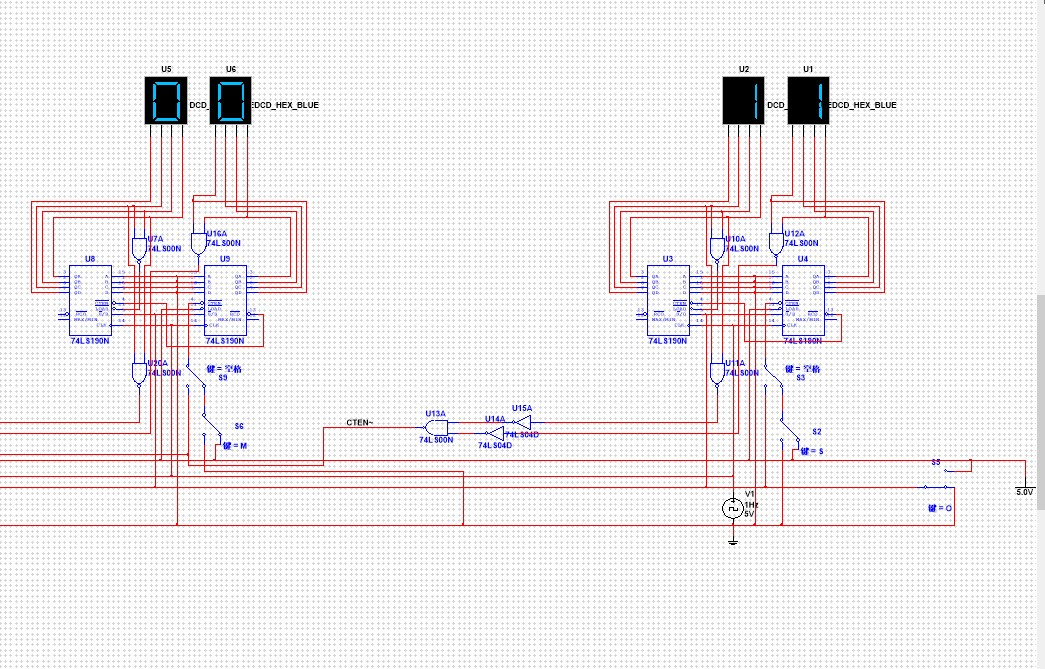 U5 U6
DCD_ EDCD_HEX_BLUE
U2 U1
DCD_ EDCD_HEX_BLUE
U7A
74LS00N
U16A
74LS00N
U10A
74LS00N
U12A
74LS00N
U8
U9
U3
U4
74LS190N
74LS190N
74LS190N
74LS190N
U20A
74LS00N
键 = 空格
S9
U11A
74LS00N
键 = 空格
S3
S6
键 = M
CTEN~
U13A
74LS00N
U14A
74LS04D
U15A
74LS04D
S2
键 = S
S5
键 = O
V1
1Hz
5V
5.0V